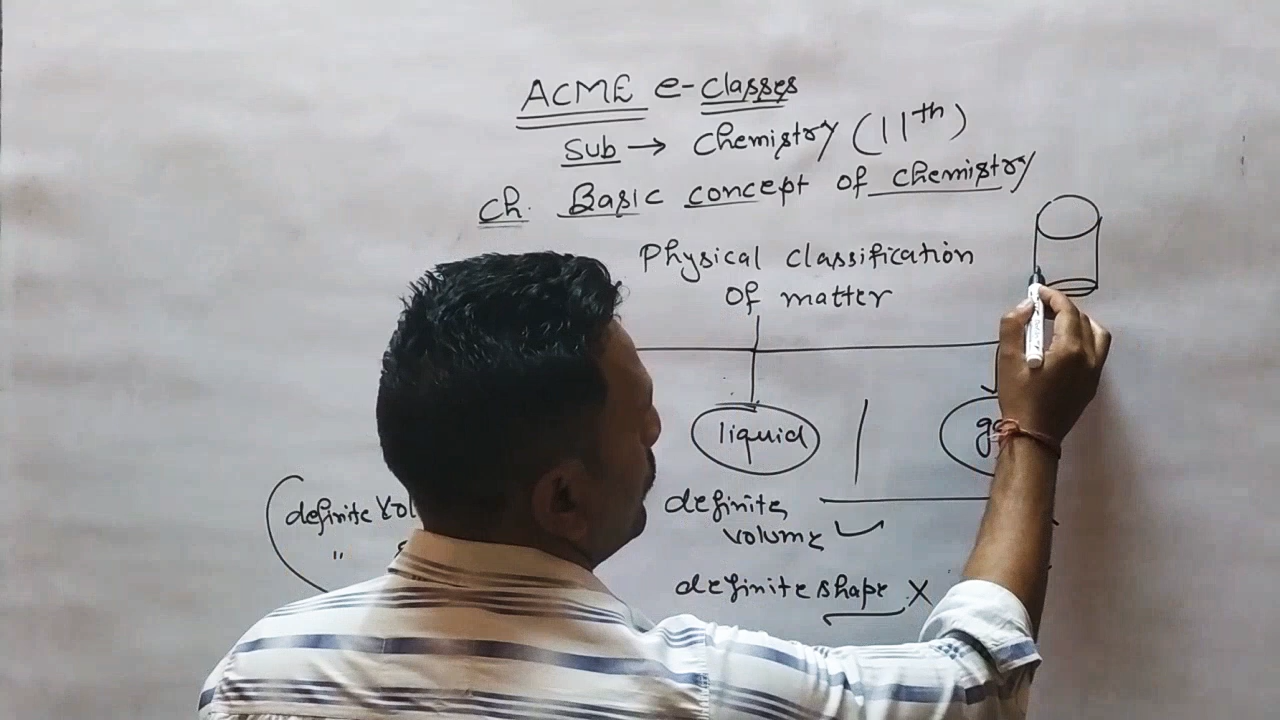 ACME e-classes
Sub → chemistry (11th)
Ch. Basic concept of chemistry
Physical classification
Of matter
liquid
definite
definite
volume
"
definite shape X